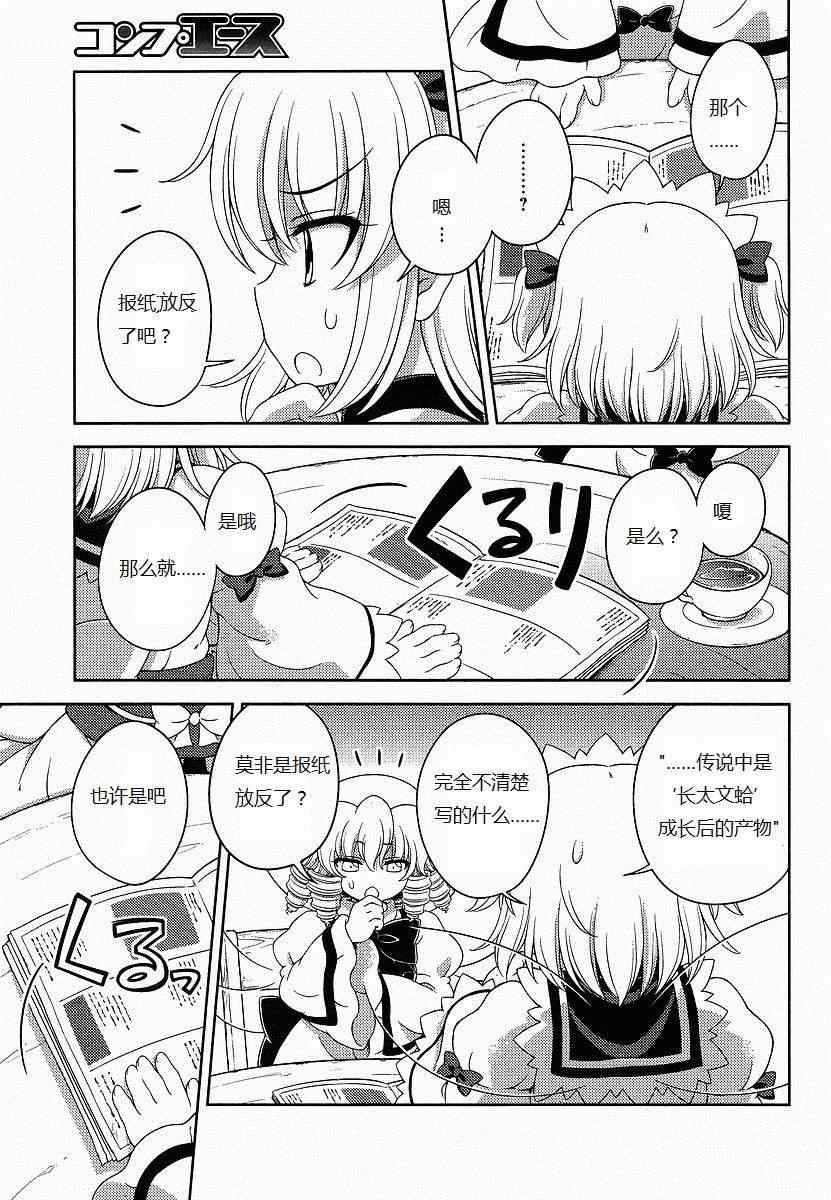 コンプエース
那个
……
………?
嗯
…
报纸放反
了吧？
嗄
是么？
くるり
是哦
那么就……
"……传说中是
‘长太文蛤’
成长后的产物"
完全不清楚
写的什么……
莫非是报纸
放反了？
也许是吧
くるっ